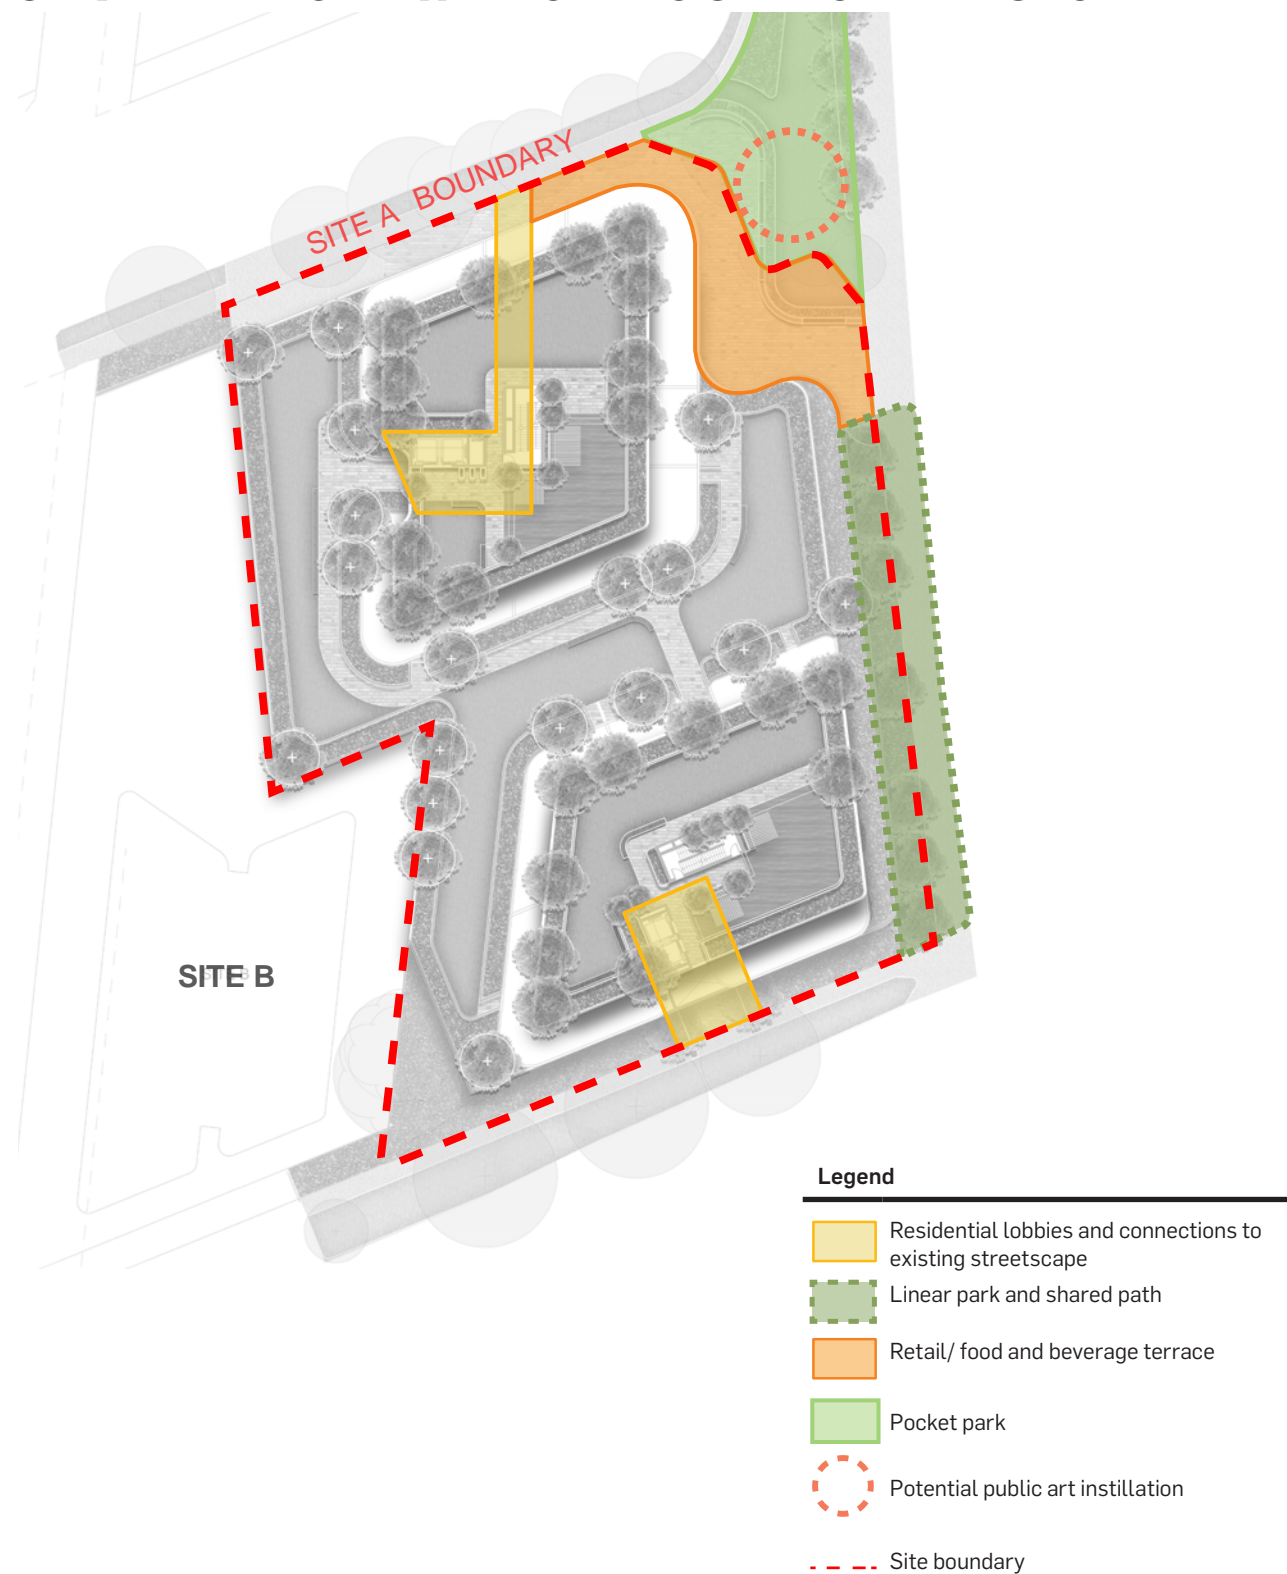 SITE A BOUNDARY
SITE B
Legend
Residential lobbies and connections to
existing streetscape
Linear park and shared path
Retail/ food and beverage terrace
Pocket park
Potential public art instillation
Site boundary